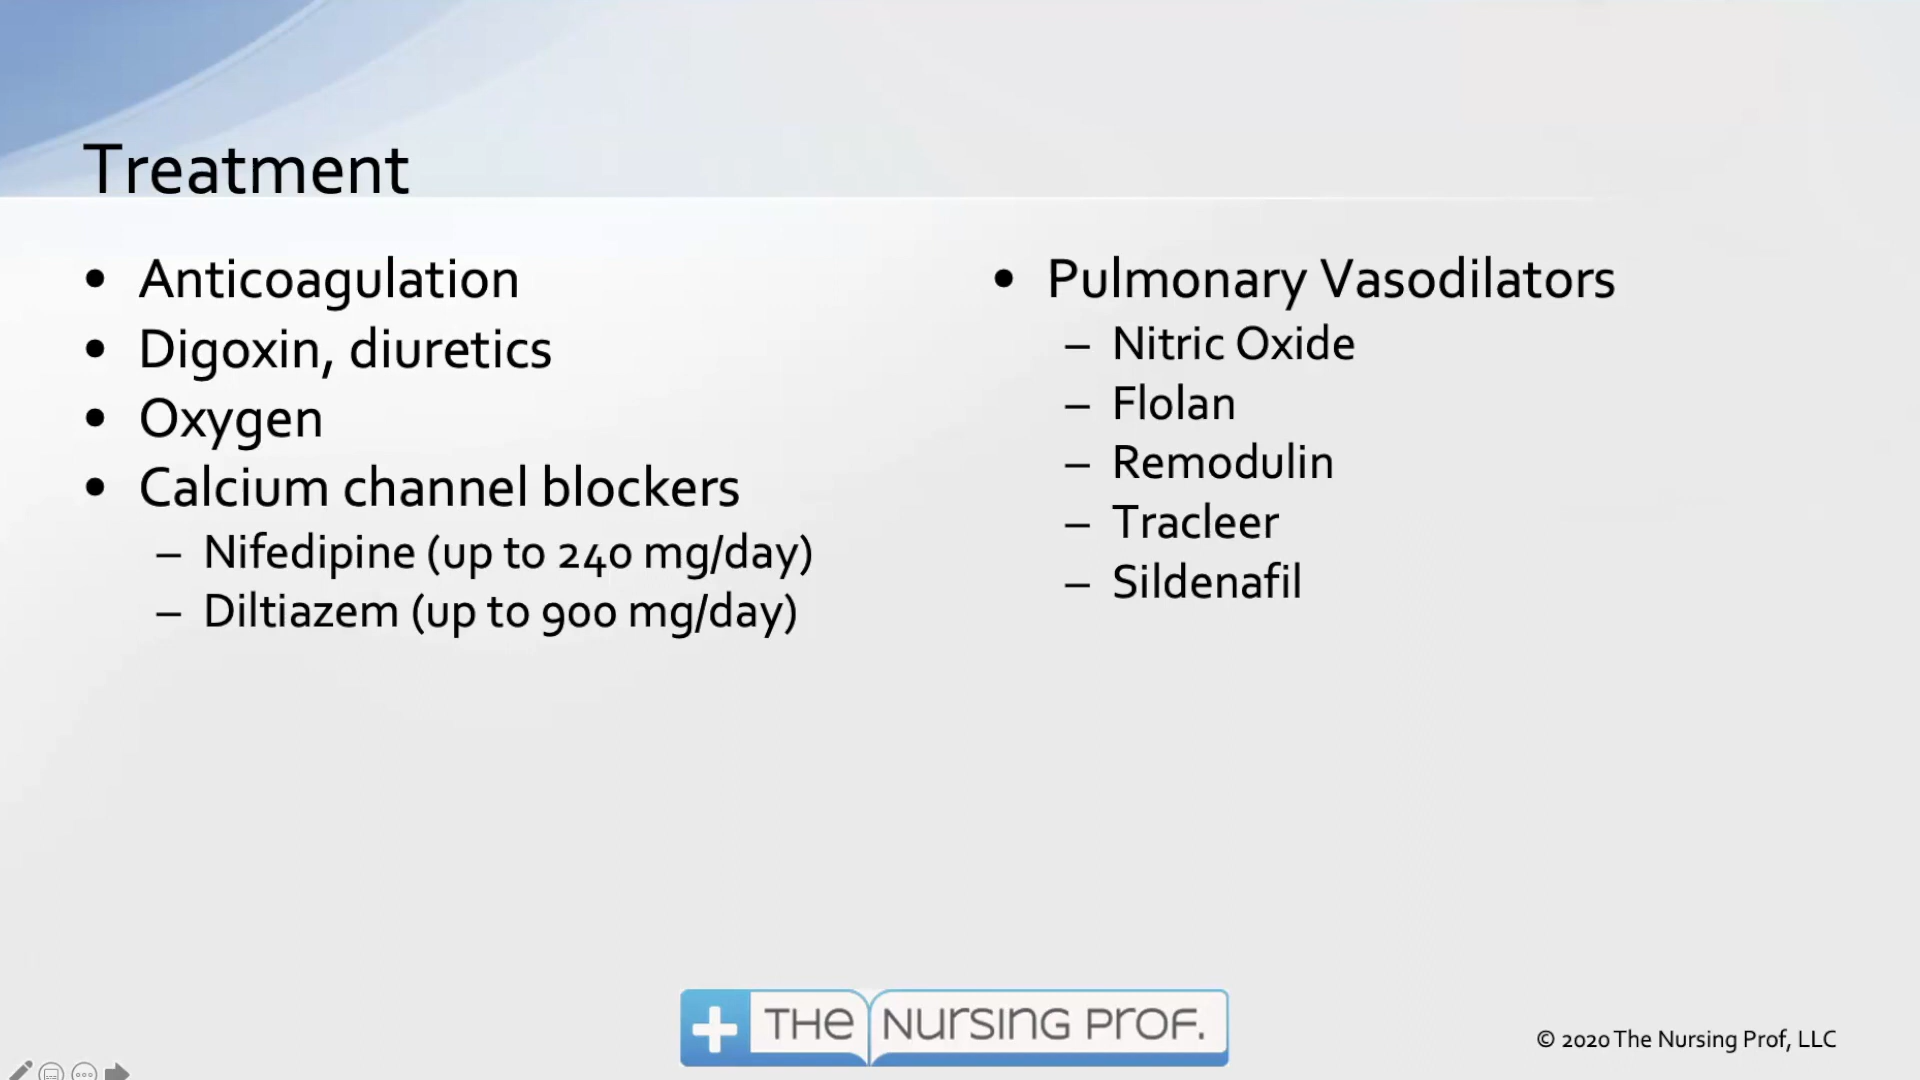 Treatment
• Anticoagulation
• Digoxin, diuretics
• Oxygen
• Calcium channel blockers
– Nifedipine (up to 240 mg/day)
– Diltiazem (up to 900 mg/day)
• Pulmonary Vasodilators
– Nitric Oxide
– Flolan
– Remodulin
– Tracleer
– Sildenafil
THE NURSING PROF.
© 2020 The Nursing Prof, LLC